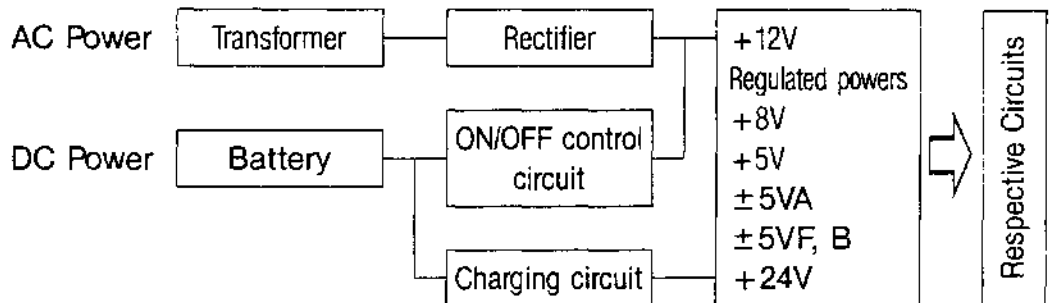 AC Power
Transformer
Rectifier
DC Power
Battery
ON/OFF control
circuit
Charging circuit
+12V
Regulated powers
+8V
+5V
±5VA
±5VF, B
+24V
Respective Circuits